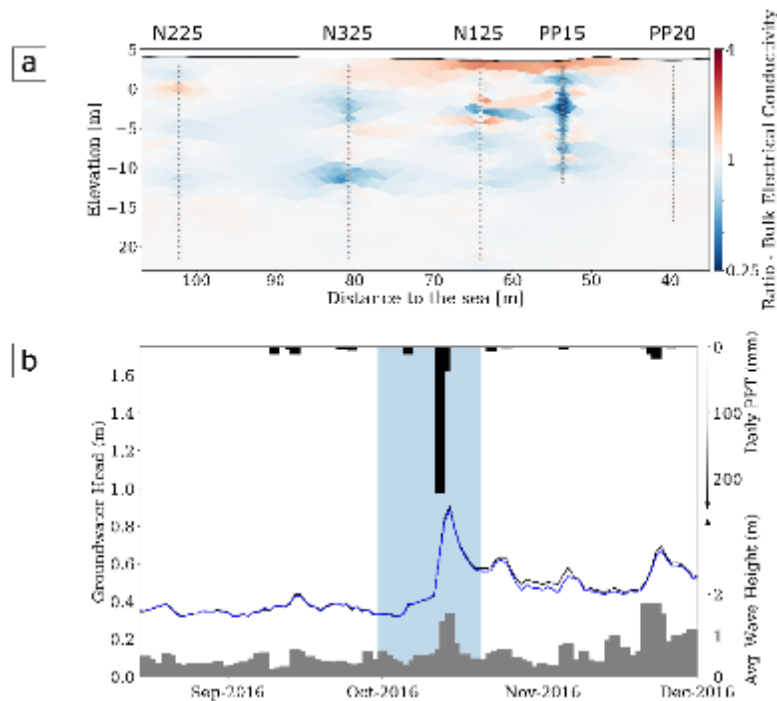 N225 N325 N125 PP15 PP20
a
5
0
−5
−10
−15
20
Elevation [m]
100 90 80 70 60 50 40
Distance to the sea [m]
4
1
0.25
Ratio - Bulk Electrical Conductivity
b
1.6
1.4
1.2
1.0
0.8
0.6
0.4
0.2
0.0
Groundwater Head (m)
0
100
200
Daily PPT (mm)
2
1
0
Avg Wave Height (m)
Sep-2016 Oct-2016 Nov-2016 Dec-2016